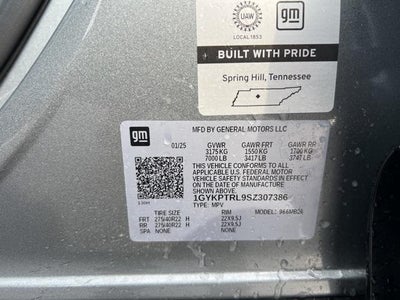 UAW
gm
LOCAL 1853
BUILT WITH PRIDE
Spring Hill, Tennessee
gm
MFD BY GENERAL MOTORS LLC
01/25 GVWR GAWR FRT GAWR RR
3175 KG 1550 KG 1700 KG
7000 LB 3417 LB 3747 LB
THIS VEHICLE CONFORMS TO ALL
APPLICABLE U.S. FEDERAL MOTOR
VEHICLE SAFETY STANDARDS IN
EFFECT ON THE DATE OF
MANUFACTURE SHOWN ABOVE.
1GYKPTRL9SZ307386
TYPE: MPV
TIRE SIZE RIM MODEL:
FRT 275/40R22 H 22X9.5J
RR 275/40R22 H 22X9.5J
SPA NONE NONE